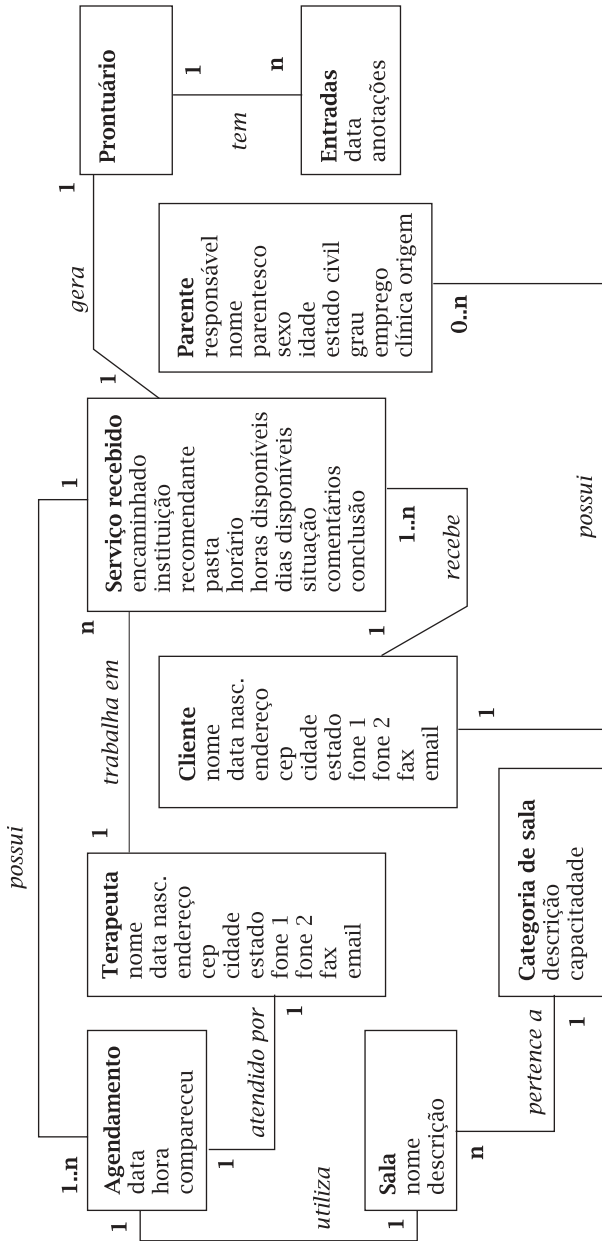 possui
1..n
1
Agendamento
data
hora
compareceu
1
1
atendido por
1
Terapeuta
nome
data nasc.
endereço
cep
cidade
estado
fone 1
fone 2
fax
email
1
trabalha em
n
Serviço recebido
encaminhado
instituição
recomendante
pasta
horário
horas disponíveis
dias disponíveis
situação
comentários
conclusão
1
gera
1
Prontuário
1
tem
n
Entradas
data
anotações
Cliente
nome
data nasc.
endereço
cep
cidade
estado
fone 1
fone 2
fax
email
1
recebe
1..n
Parente
responsável
nome
parentesco
sexo
idade
estado civil
grau
emprego
clínica origem
0..n
utiliza
1
Sala
nome
descrição
n
pertence a
1
Categoria de sala
descrição
capacitadade
1
possui